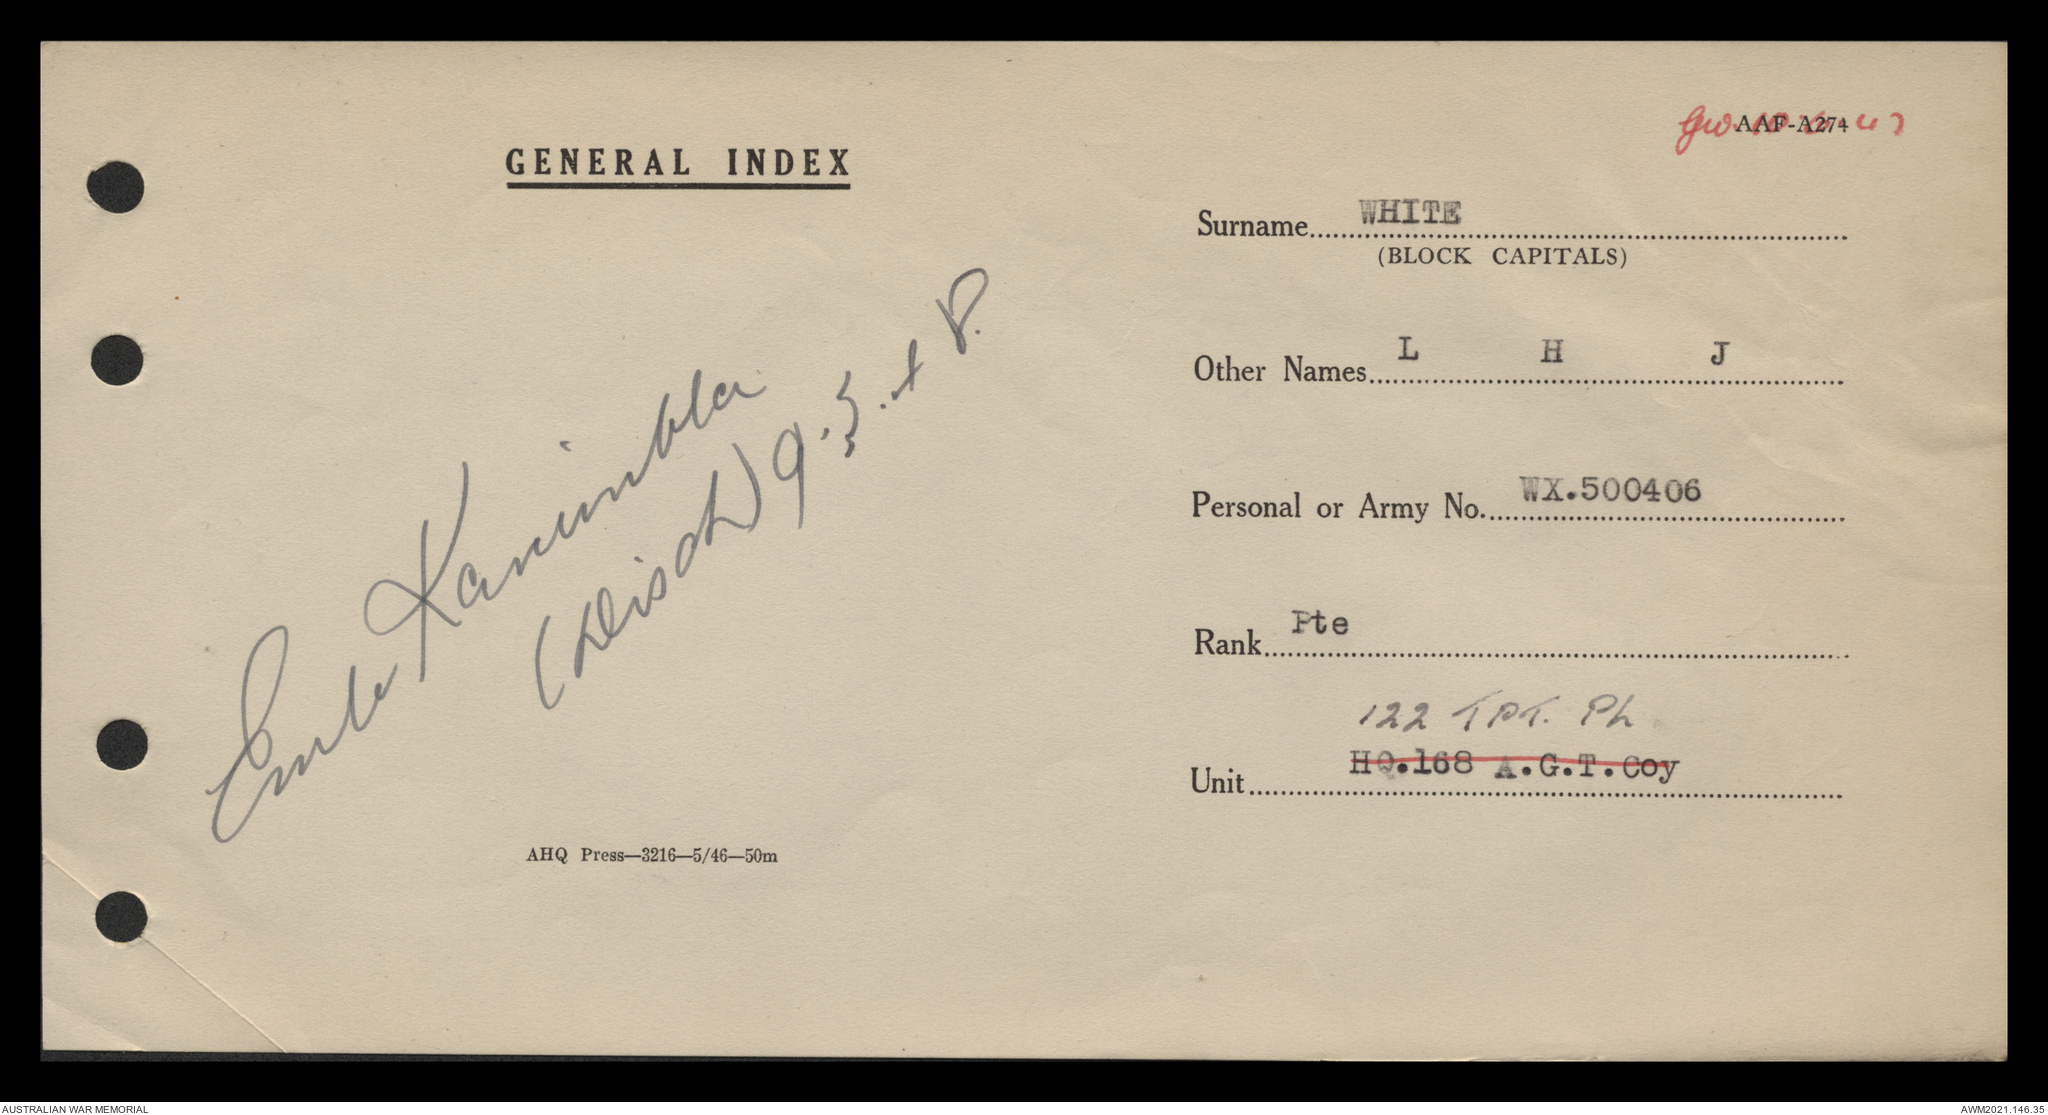 AAF-A274
GENERAL INDEX
Surname WHITE
(BLOCK CAPITALS)
Other Names L H J
Personal or Army No. WX.500406
Rank Pte
122 TPT. PL
Unit HQ.168 A.G.T.Coy
Emb Kanimbla
(Disch) 9.3.48.
AHQ Press—3216—5/46—50m
AUSTRALIAN WAR MEMORIAL
AWM2021.146.35